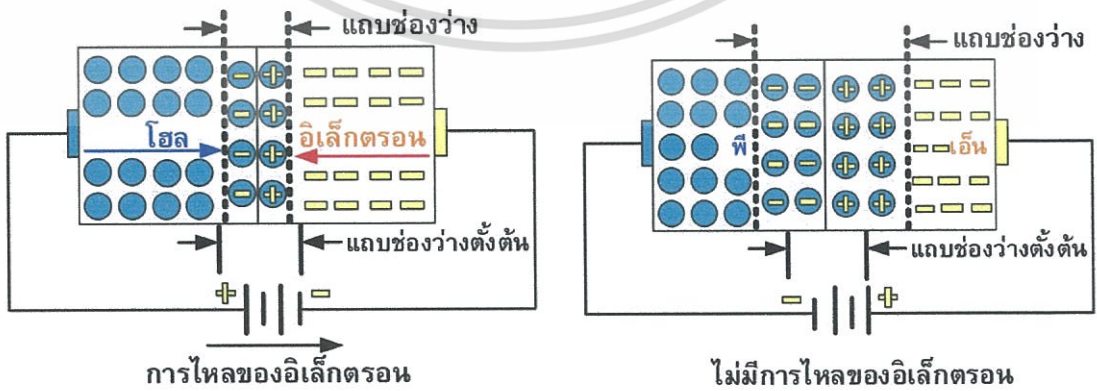 แถบช่องว่าง
โฮล
อิเล็กตรอน
แถบช่องว่างตั้งต้น
+ −
การไหลของอิเล็กตรอน
แถบช่องว่าง
พี
เอ็น
แถบช่องว่างตั้งต้น
− +
ไม่มีการไหลของอิเล็กตรอน